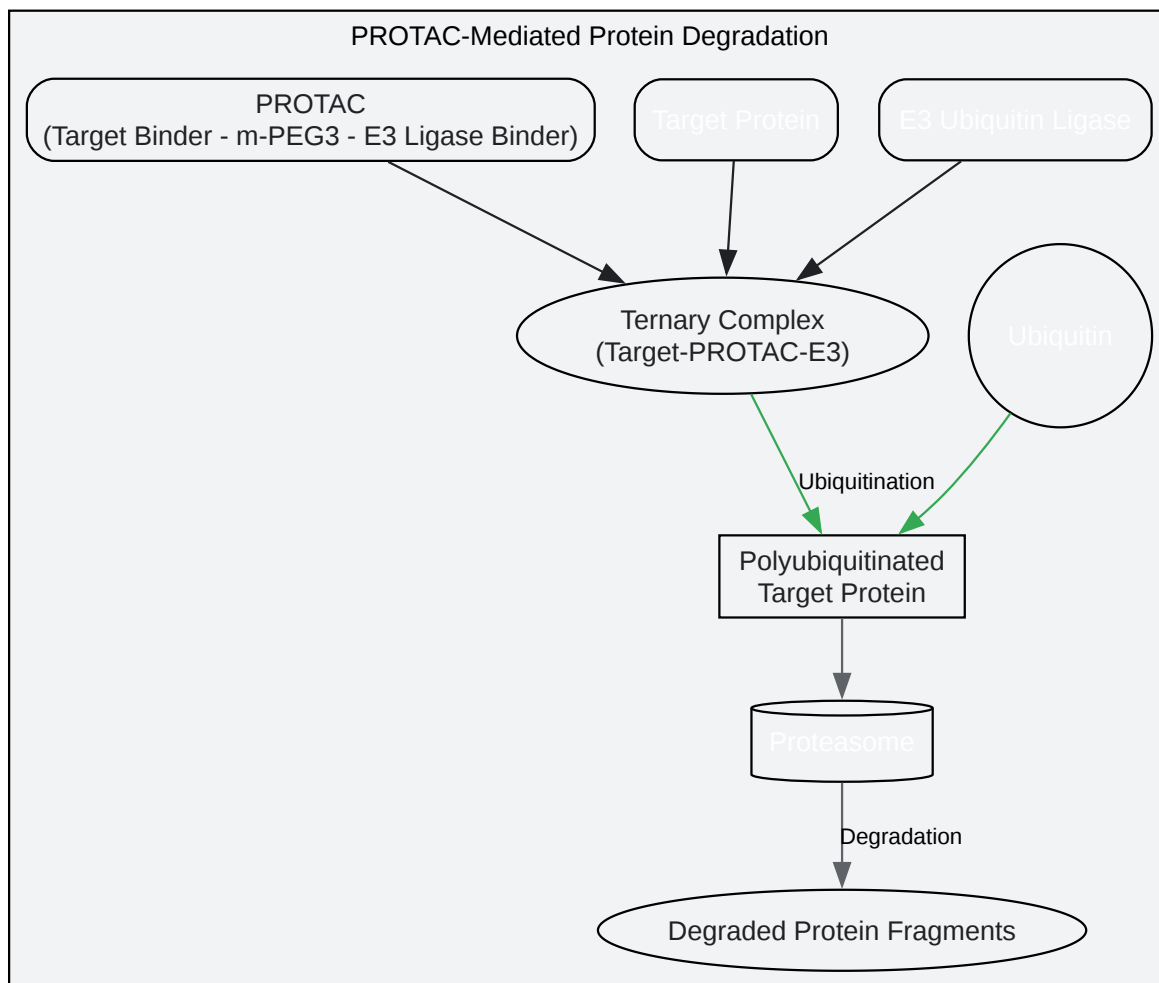 PROTAC-Mediated Protein Degradation
PROTAC
(Target Binder - m-PEG3 - E3 Ligase Binder)
Target Protein
E3 Ubiquitin Ligase
Ternary Complex
(Target-PROTAC-E3)
Ubiquitin
Ubiquitination
Polyubiquitinated
Target Protein
Proteasome
Degradation
Degraded Protein Fragments